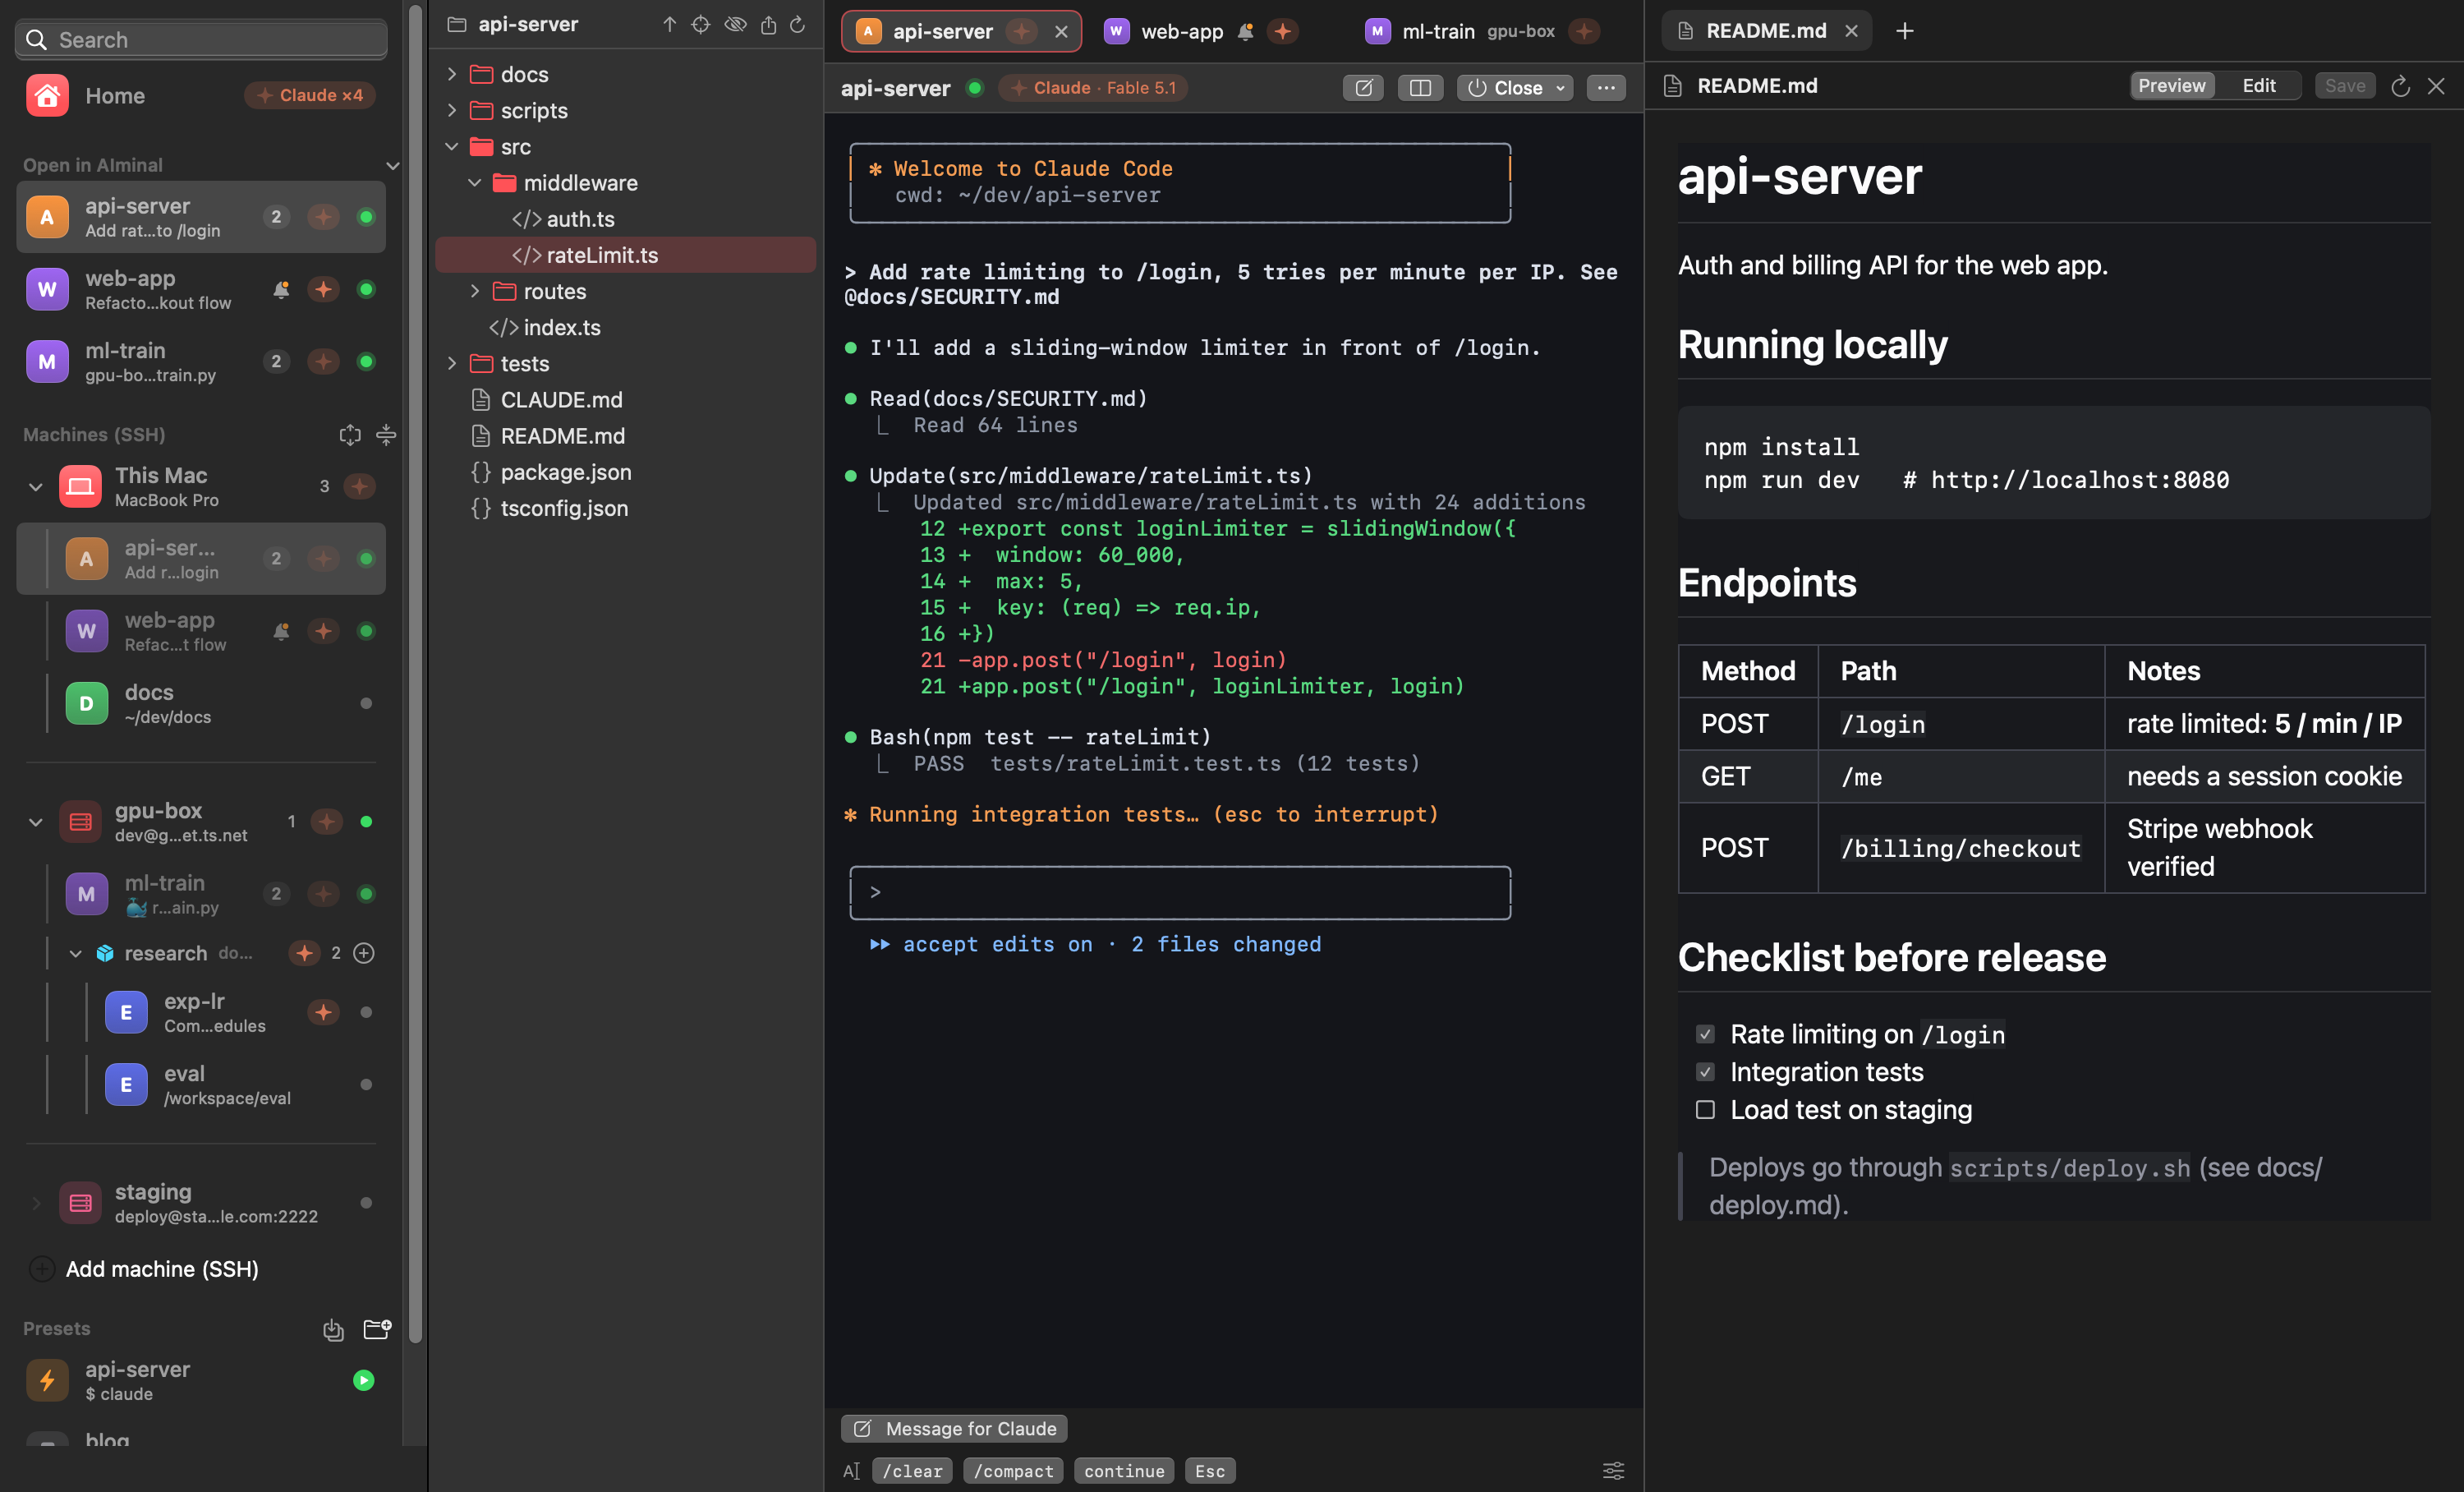 Search
Home
Claude ×4
Open in Alminal
A
api-server
2
Add rat...to /login
W
web-app
Refacto...kout flow
M
ml-train
2
gpu-bo...train.py
Machines (SSH)
This Mac
3
MacBook Pro
A
api-ser...
2
Add r...login
W
web-app
Refac...t flow
D
docs
~/dev/docs
gpu-box
1
dev@g...et.ts.net
M
ml-train
2
r...ain.py
research do...
2
E
exp-lr
Com...edules
E
eval
/workspace/eval
staging
deploy@sta...le.com:2222
Add machine (SSH)
Presets
api-server
$ claude
blog
api-server
docs
scripts
src
middleware
</> auth.ts
</> rateLimit.ts
routes
</> index.ts
tests
CLAUDE.md
README.md
{} package.json
{} tsconfig.json
A api-server
W web-app
M ml-train gpu-box
api-server
Claude · Fable 5.1
Close
✻ Welcome to Claude Code
cwd: ~/dev/api-server
> Add rate limiting to /login, 5 tries per minute per IP. See
@docs/SECURITY.md
I'll add a sliding-window limiter in front of /login.
Read(docs/SECURITY.md)
Read 64 lines
Update(src/middleware/rateLimit.ts)
Updated src/middleware/rateLimit.ts with 24 additions
12 +export const loginLimiter = slidingWindow({
13 +  window: 60_000,
14 +  max: 5,
15 +  key: (req) => req.ip,
16 +})
21 -app.post("/login", login)
21 +app.post("/login", loginLimiter, login)
Bash(npm test -- rateLimit)
PASS  tests/rateLimit.test.ts (12 tests)
✻ Running integration tests… (esc to interrupt)
>
accept edits on · 2 files changed
Message for Claude
/clear
/compact
continue
Esc
README.md
README.md
Preview
Edit
Save
api-server
Auth and billing API for the web app.
Running locally
npm install
npm run dev   # http://localhost:8080
Endpoints
Method Path Notes
POST /login rate limited: 5 / min / IP
GET /me needs a session cookie
POST /billing/checkout Stripe webhook
verified
Checklist before release
Rate limiting on /login
Integration tests
Load test on staging
Deploys go through scripts/deploy.sh (see docs/
deploy.md).